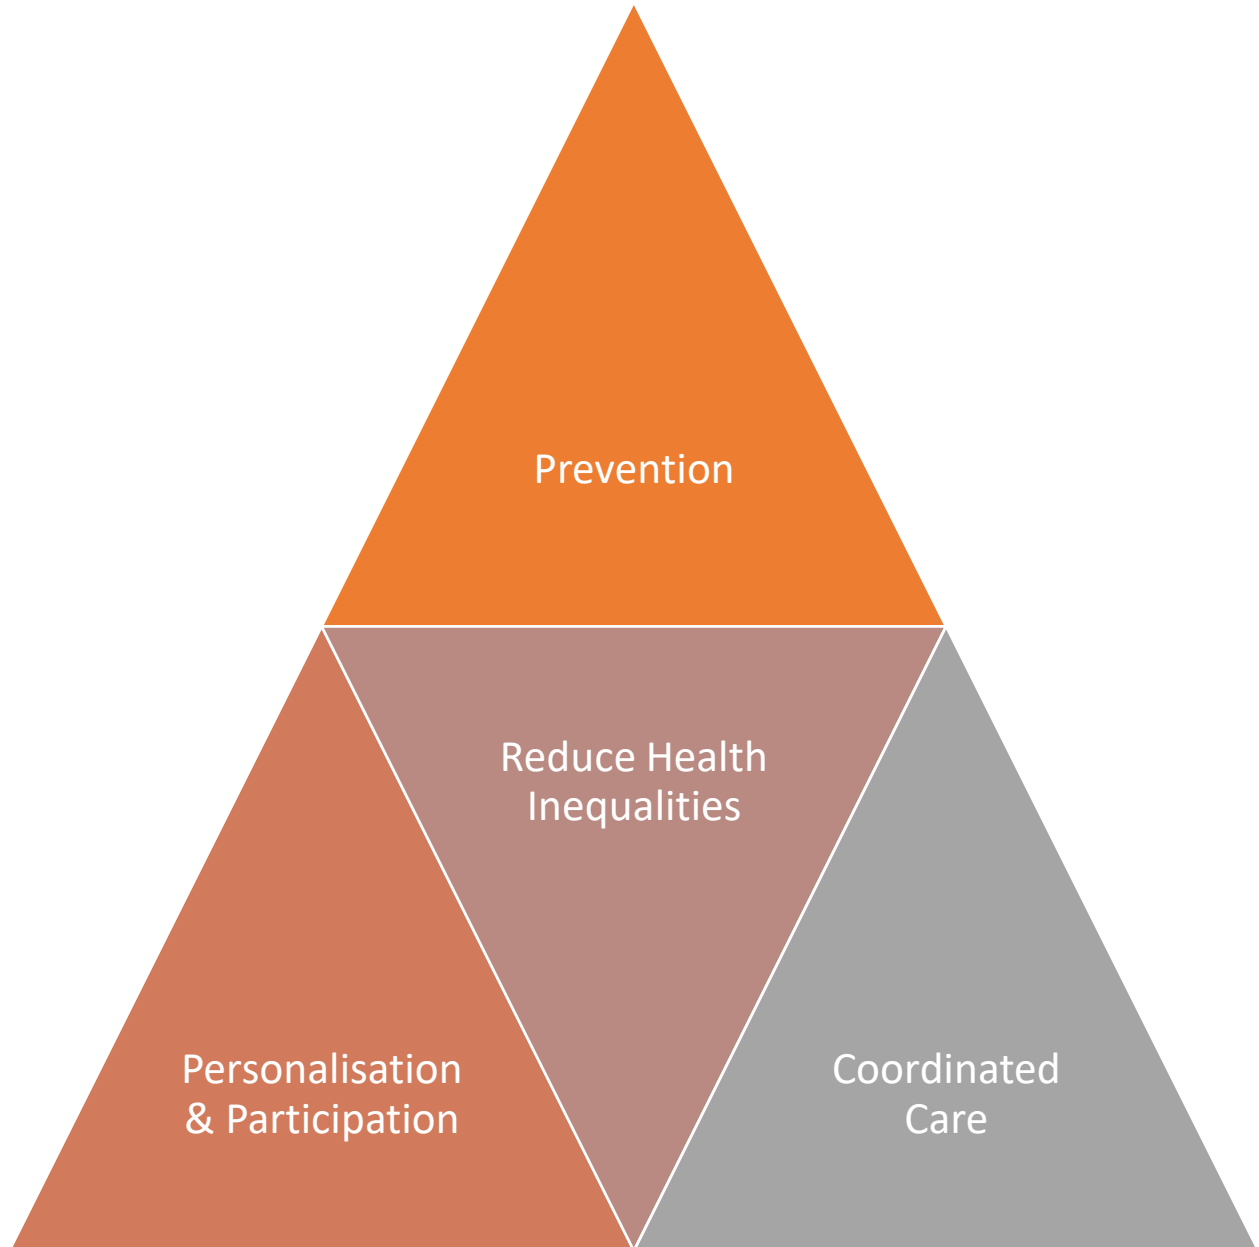 Prevention
Reduce Health
Inequalities
Personalisation
& Participation
Coordinated
Care